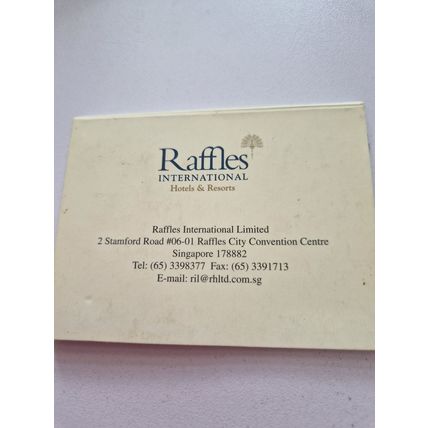 Raffles
INTERNATIONAL
Hotels & Resorts
Raffles International Limited
2 Stamford Road #06-01 Raffles City Convention Centre
Singapore 178882
Tel: (65) 3398377 Fax: (65) 3391713
E-mail: ril@rhltd.com.sg